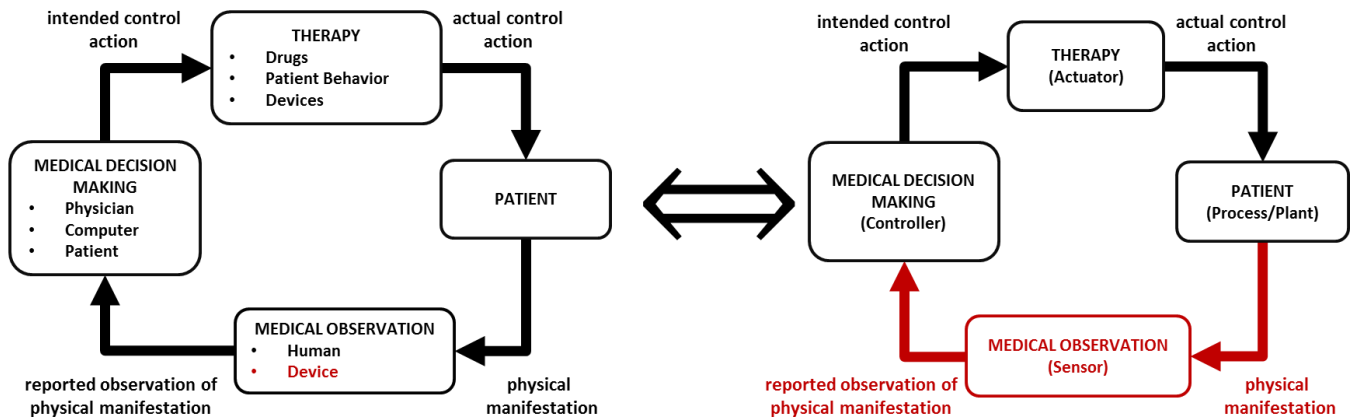 intended control
action
THERAPY
• Drugs
• Patient Behavior
• Devices
actual control
action
MEDICAL DECISION
MAKING
• Physician
• Computer
• Patient
PATIENT
MEDICAL OBSERVATION
• Human
• Device
reported observation of
physical manifestation
physical
manifestation
intended control
action
THERAPY
(Actuator)
actual control
action
MEDICAL DECISION
MAKING
(Controller)
PATIENT
(Process/Plant)
MEDICAL OBSERVATION
(Sensor)
reported observation of
physical manifestation
physical
manifestation